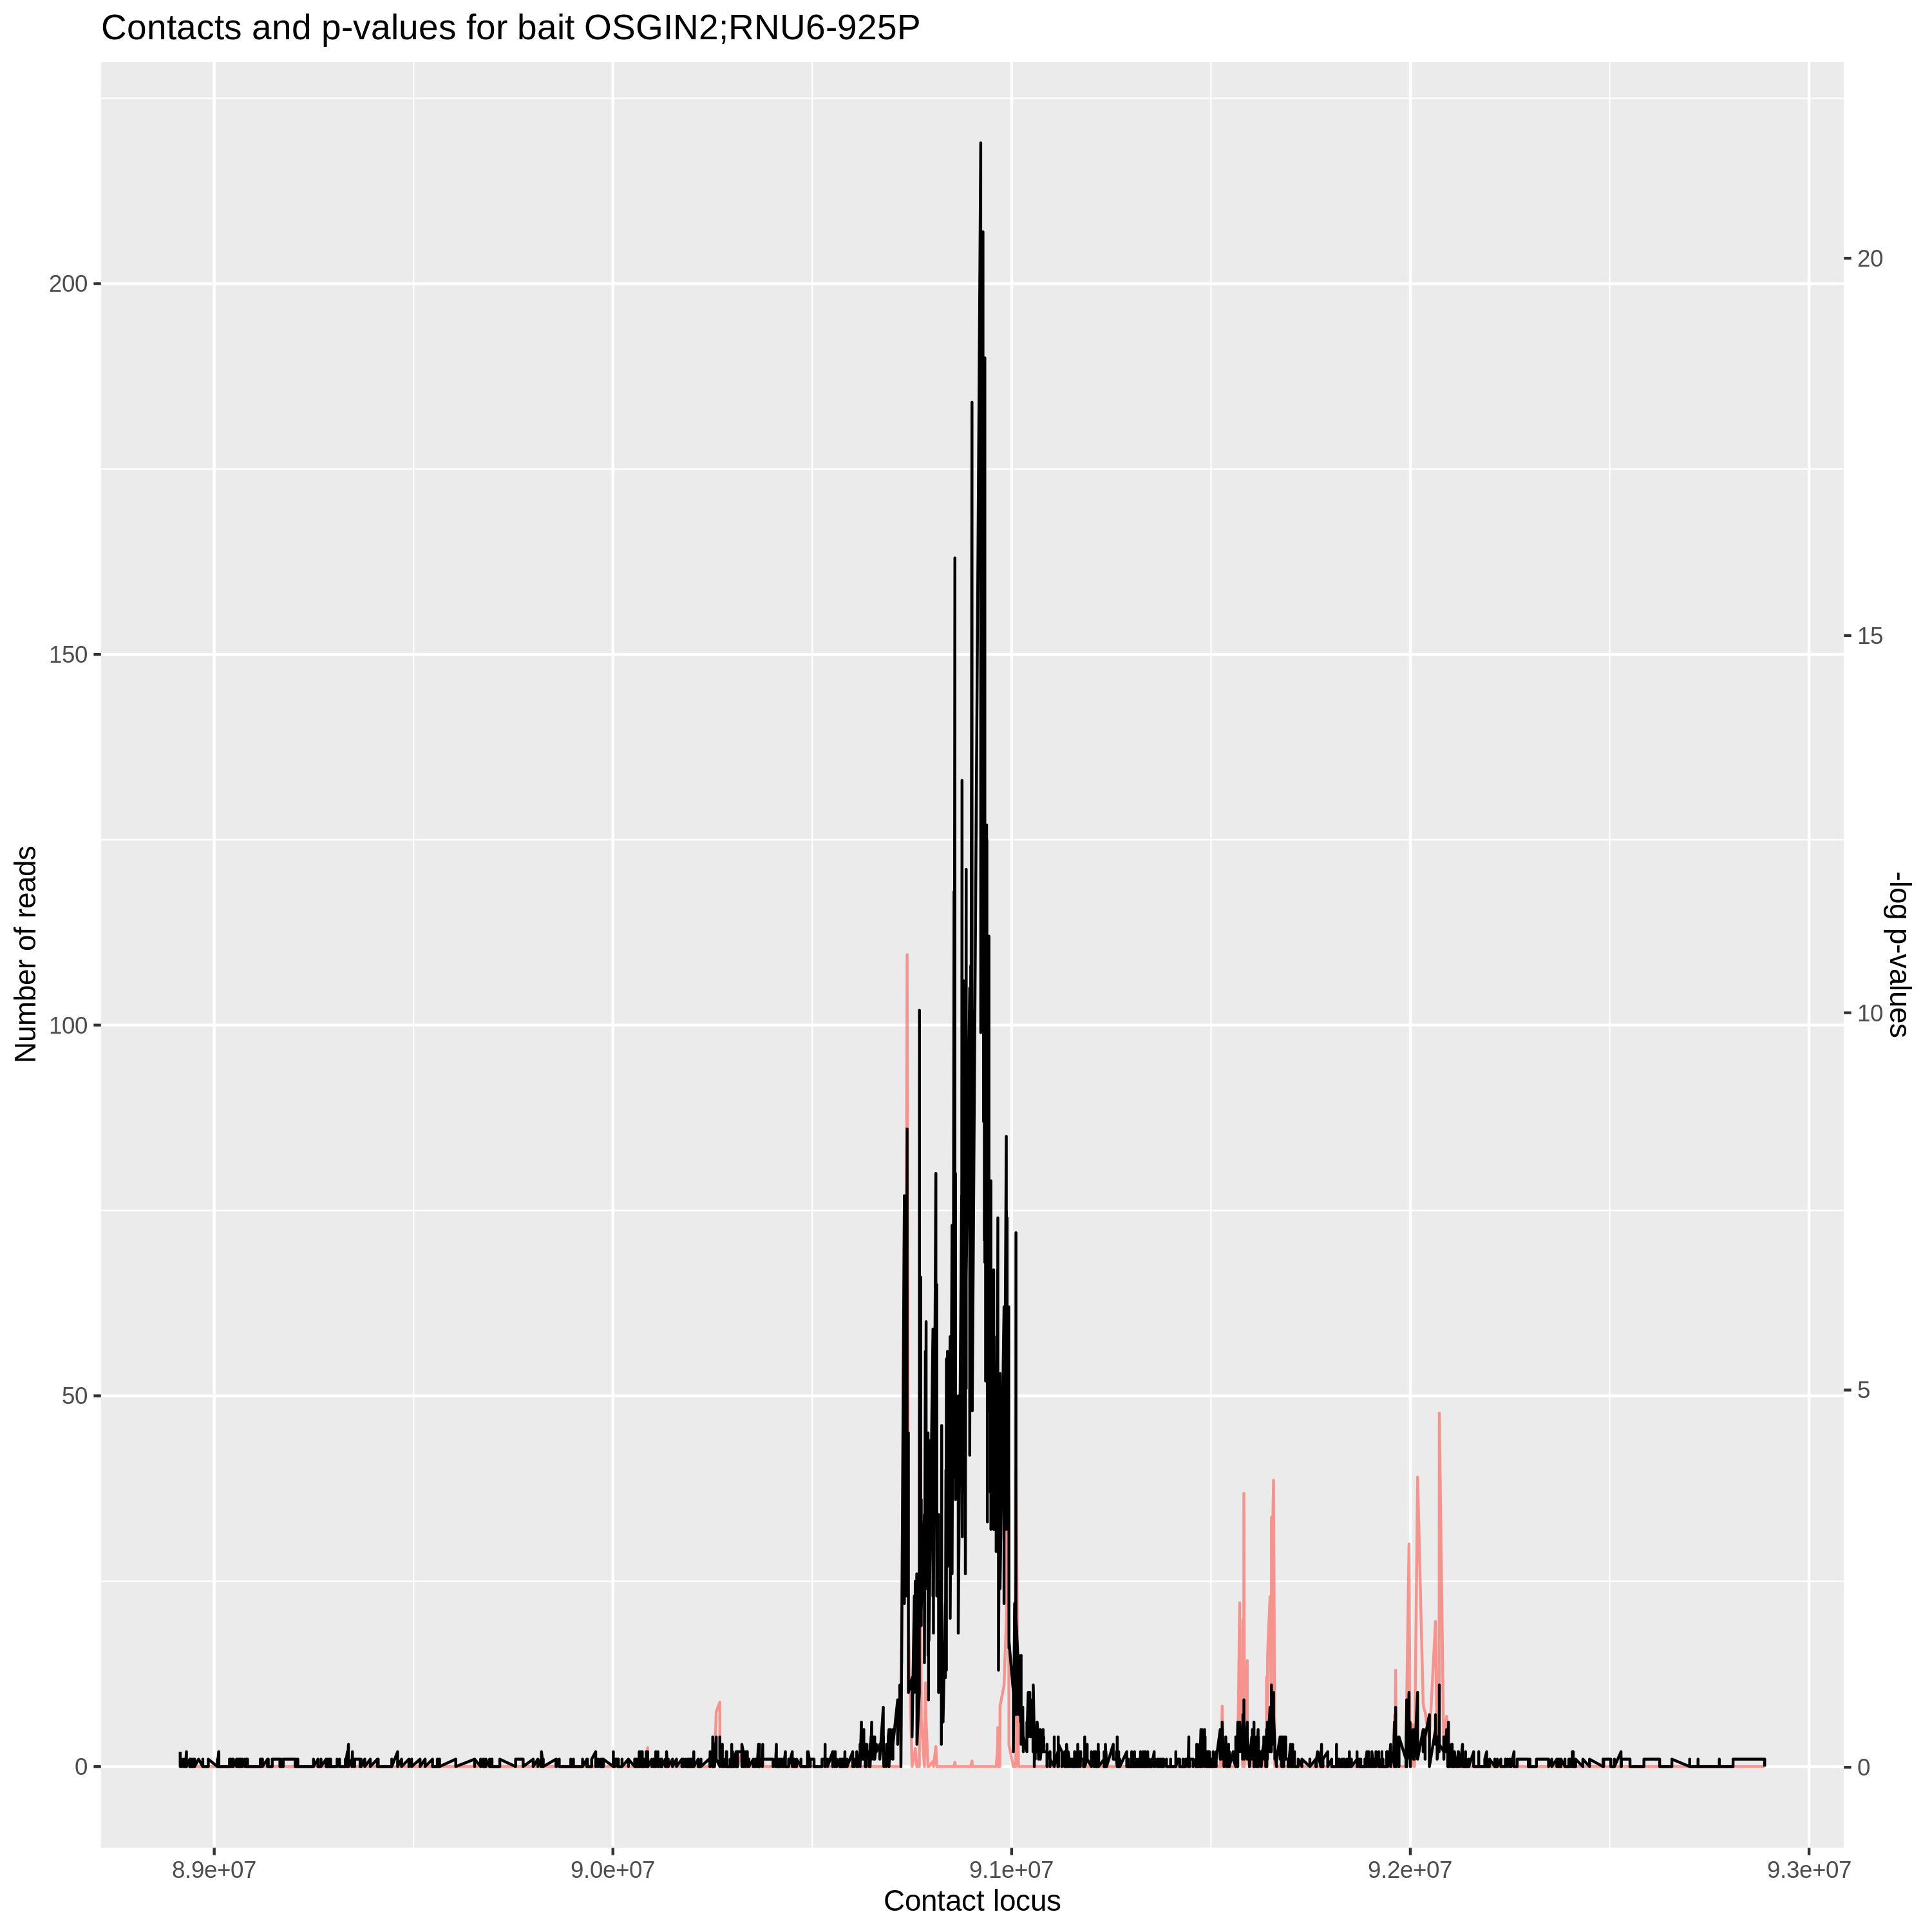 Contacts and p-values for bait OSGIN2;RNU6-925P
Number of reads
200
150
100
50
0
20
15
10
5
0
-log p-values
8.9e+07 9.0e+07 9.1e+07 9.2e+07 9.3e+07
Contact locus